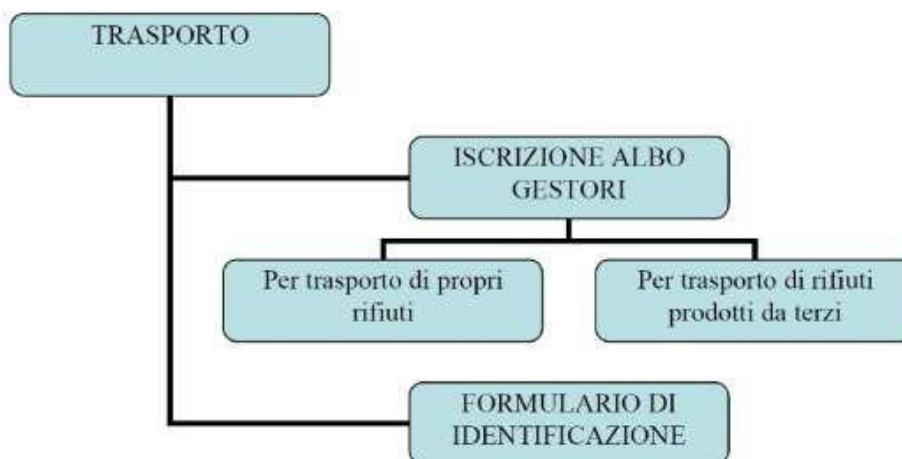 TRASPORTO
ISCRIZIONE ALBO
GESTORI
Per trasporto di propri
rifiuti
Per trasporto di rifiuti
prodotti da terzi
FORMULARIO DI
IDENTIFICAZIONE